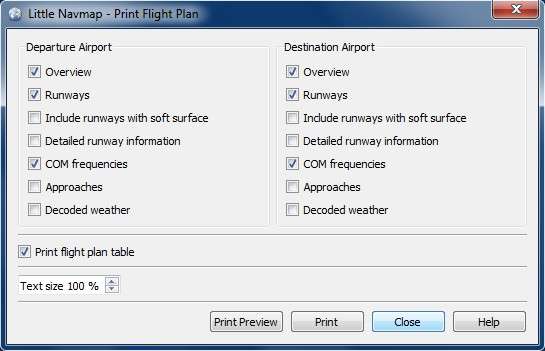 Little Navmap - Print Flight Plan
Departure Airport
Overview
Runways
Include runways with soft surface
Detailed runway information
COM frequencies
Approaches
Decoded weather
Destination Airport
Overview
Runways
Include runways with soft surface
Detailed runway information
COM frequencies
Approaches
Decoded weather
Print flight plan table
Text size 100 %
Print Preview
Print
Close
Help